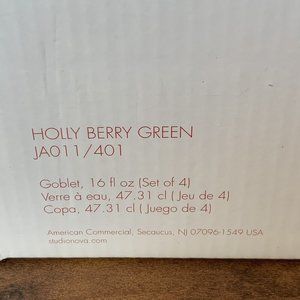 HOLLY BERRY GREEN
JA011/401
Goblet, 16 fl oz (Set of 4)
Verre à eau, 47.31 cl ( Jeu de 4)
Copa, 47.31 cl ( Juego de 4)
American Commercial, Secaucus, NJ 07096-1549 USA
studionova.com